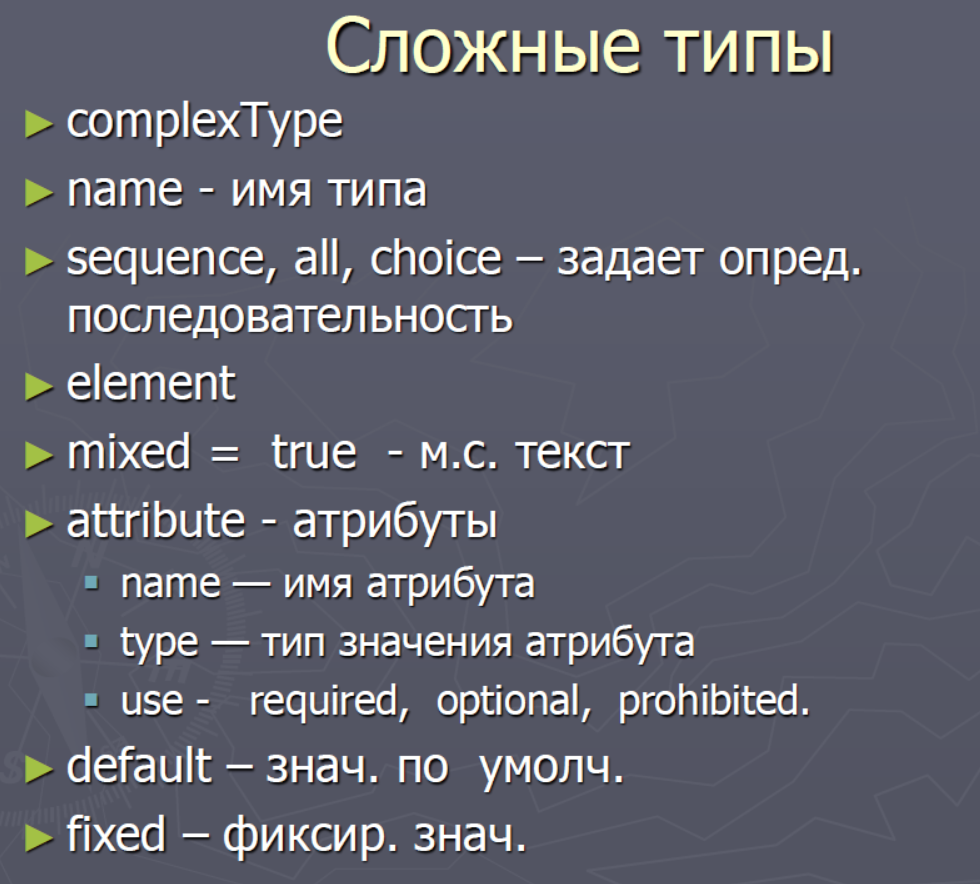 Сложные типы
complexType
name - имя типа
sequence, all, choice – задает опред.
последовательность
element
mixed = true - м.с. текст
attribute - атрибуты
name — имя атрибута
type — тип значения атрибута
use - required, optional, prohibited.
default – знач. по умолч.
fixed – фиксир. знач.